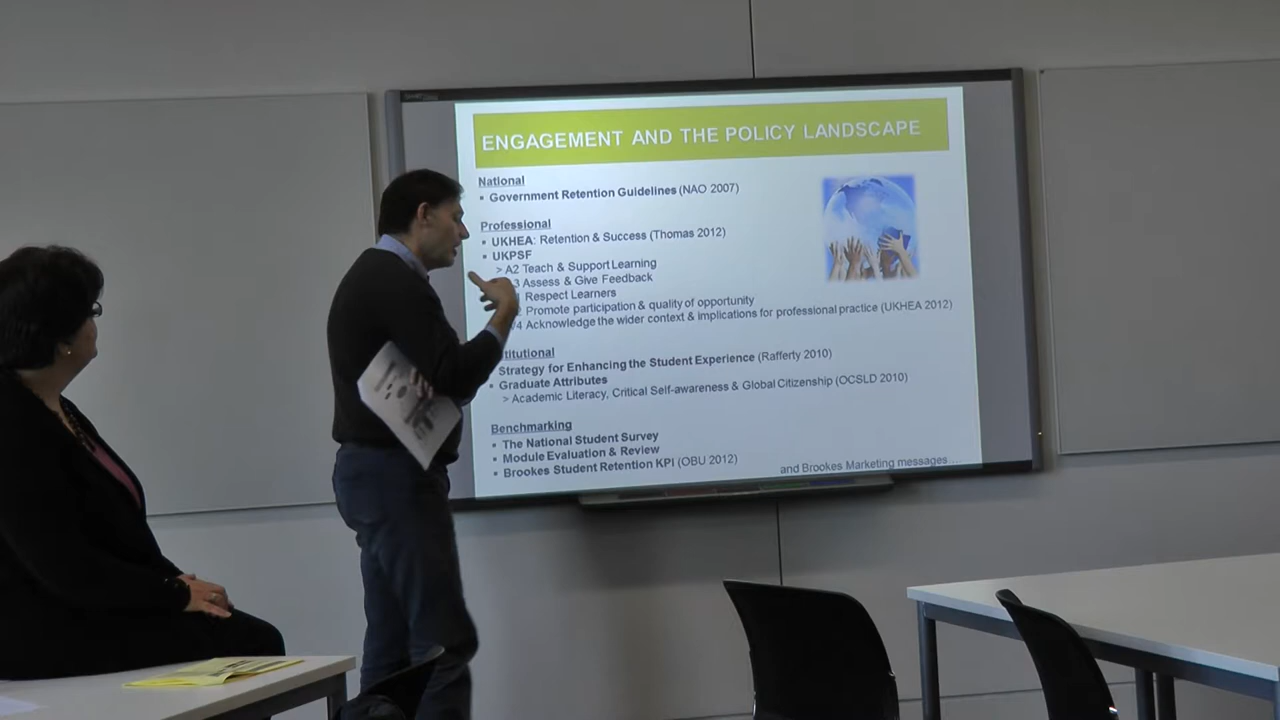 ENGAGEMENT AND THE POLICY LANDSCAPE
National
▪ Government Retention Guidelines (NAO 2007)
Professional
▪ UKHEA: Retention & Success (Thomas 2012)
▪ UKPSF
> A2 Teach & Support Learning
3 Assess & Give Feedback
Respect Learners
Promote participation & quality of opportunity
4 Acknowledge the wider context & implications for professional practice (UKHEA 2012)
titutional
Strategy for Enhancing the Student Experience (Rafferty 2010)
▪ Graduate Attributes
> Academic Literacy, Critical Self-awareness & Global Citizenship (OCSLD 2010)
Benchmarking
▪ The National Student Survey
▪ Module Evaluation & Review
▪ Brookes Student Retention KPI (OBU 2012)
and Brookes Marketing messages…